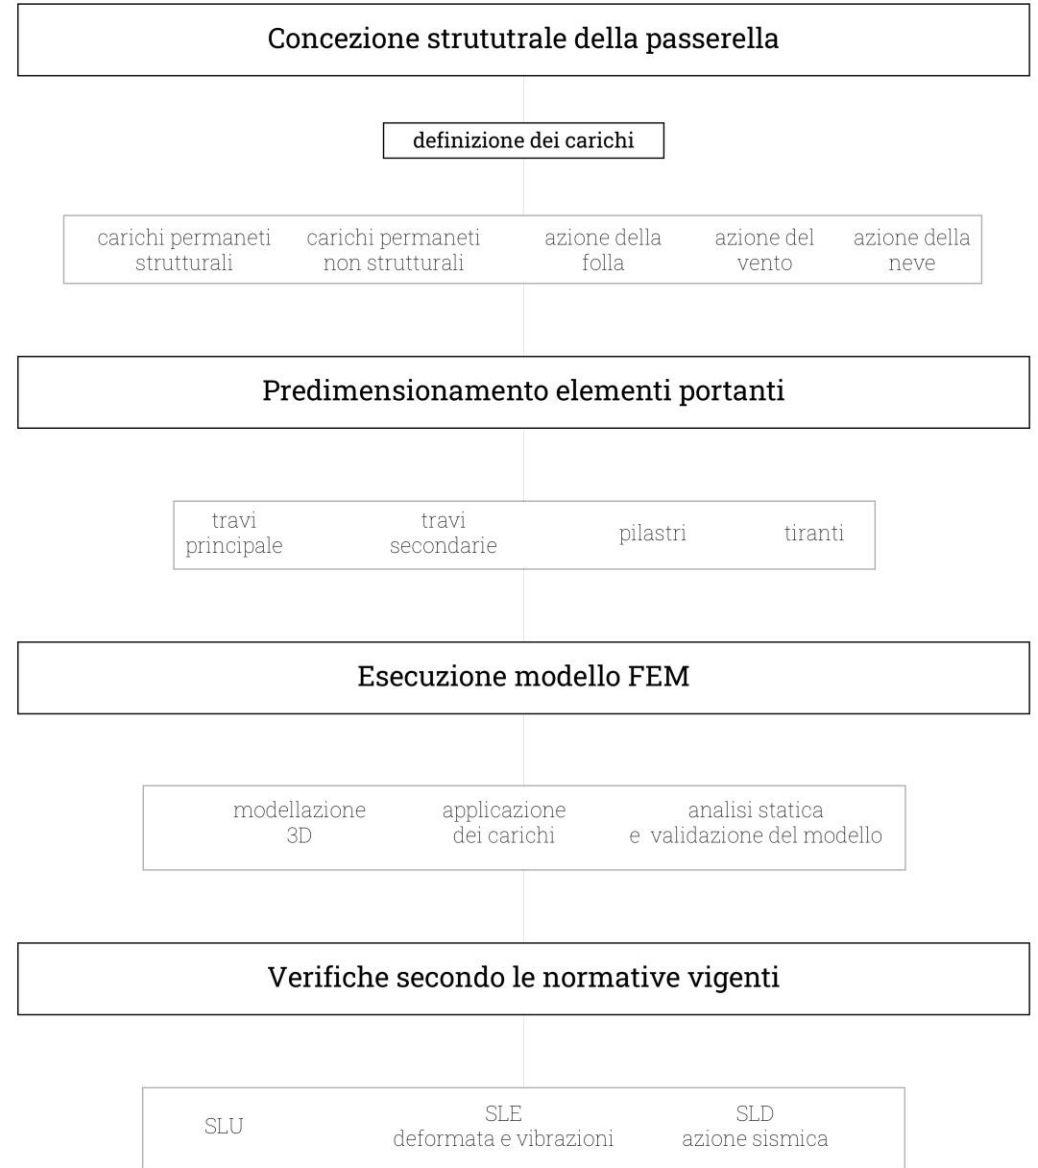 Concezione strututrale della passerella
definizione dei carichi
carichi permaneti strutturali
carichi permaneti non strutturali
azione della folla
azione del vento
azione della neve
Predimensionamento elementi portanti
travi principale
travi secondarie
pilastri
tiranti
Esecuzione modello FEM
modellazione 3D
applicazione dei carichi
analisi statica e validazione del modello
Verifiche secondo le normative vigenti
SLU
SLE deformata e vibrazioni
SLD azione sismica